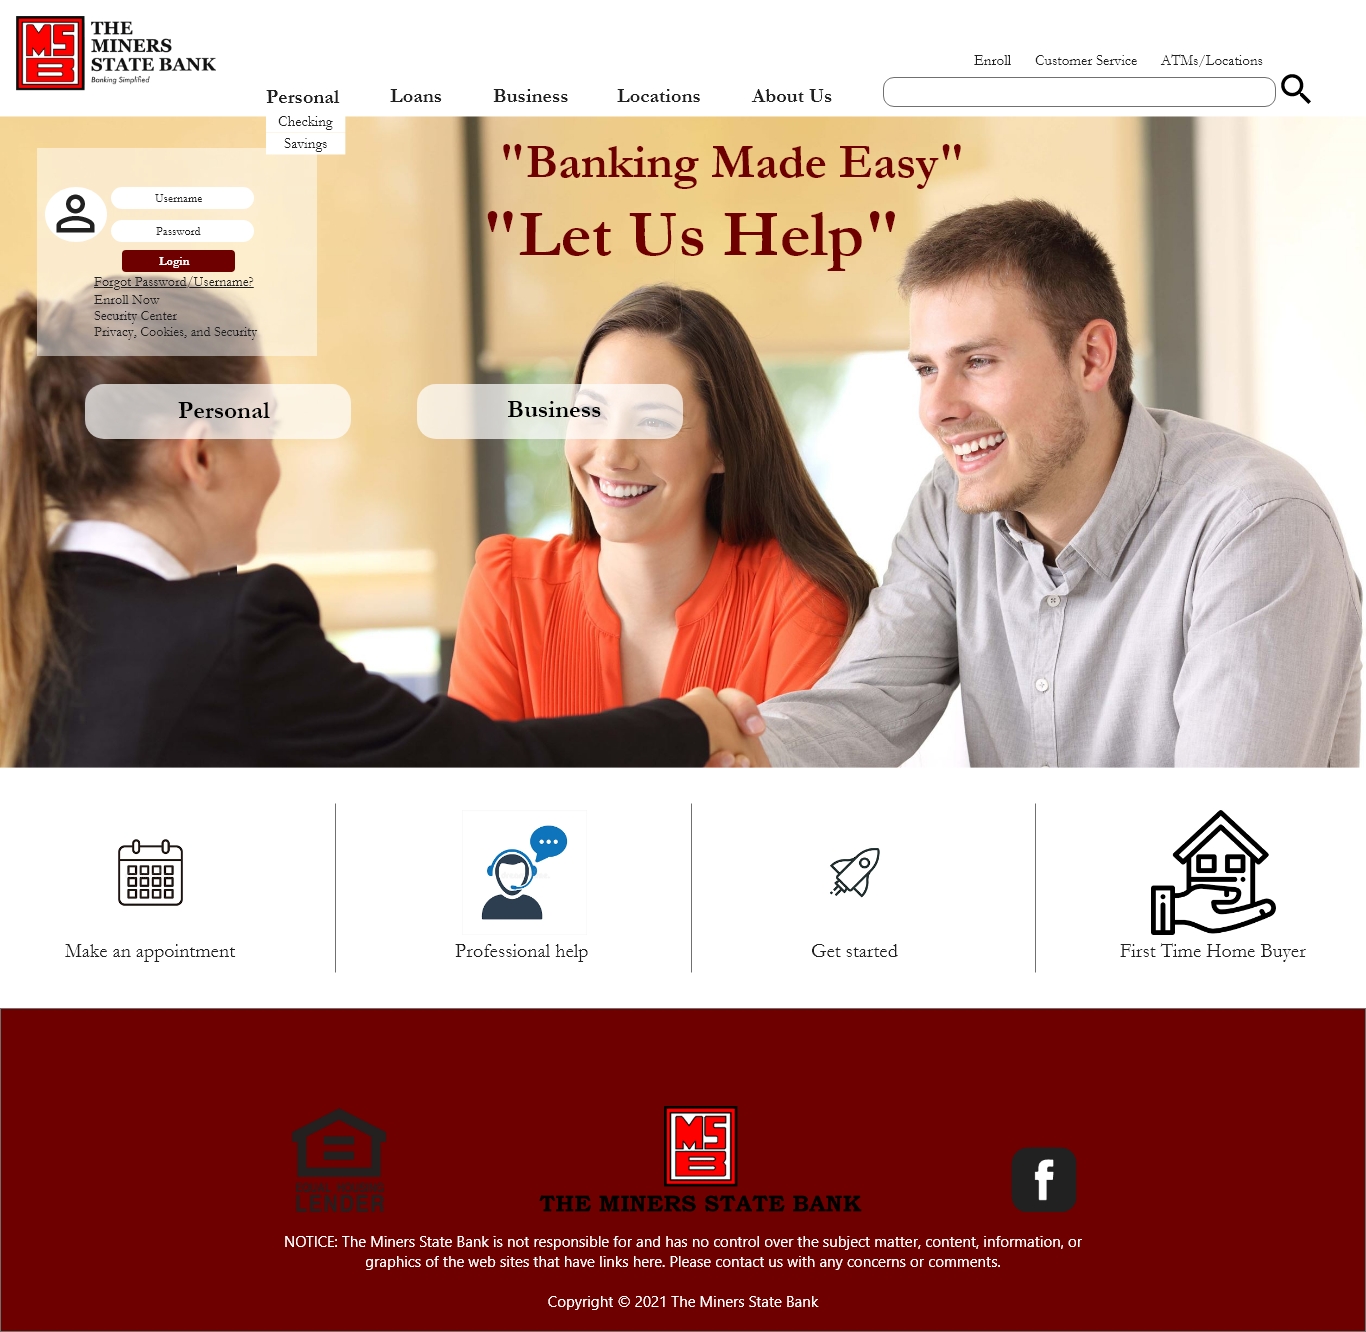 MSB
THE
MINERS
STATE BANK
Banking Simplified
Enroll Customer Service ATMs/Locations
Personal Loans Business Locations About Us
Checking
Savings
"Banking Made Easy"
"Let Us Help"
Username
Password
Login
Forgot Password/Username?
Enroll Now
Security Center
Privacy, Cookies, and Security
Personal Business
Make an appointment Professional help Get started First Time Home Buyer
MSB
EQUAL HOUSING
LENDER
THE MINERS STATE BANK
f
NOTICE: The Miners State Bank is not responsible for and has no control over the subject matter, content, information, or
graphics of the web sites that have links here. Please contact us with any concerns or comments.
Copyright © 2021 The Miners State Bank